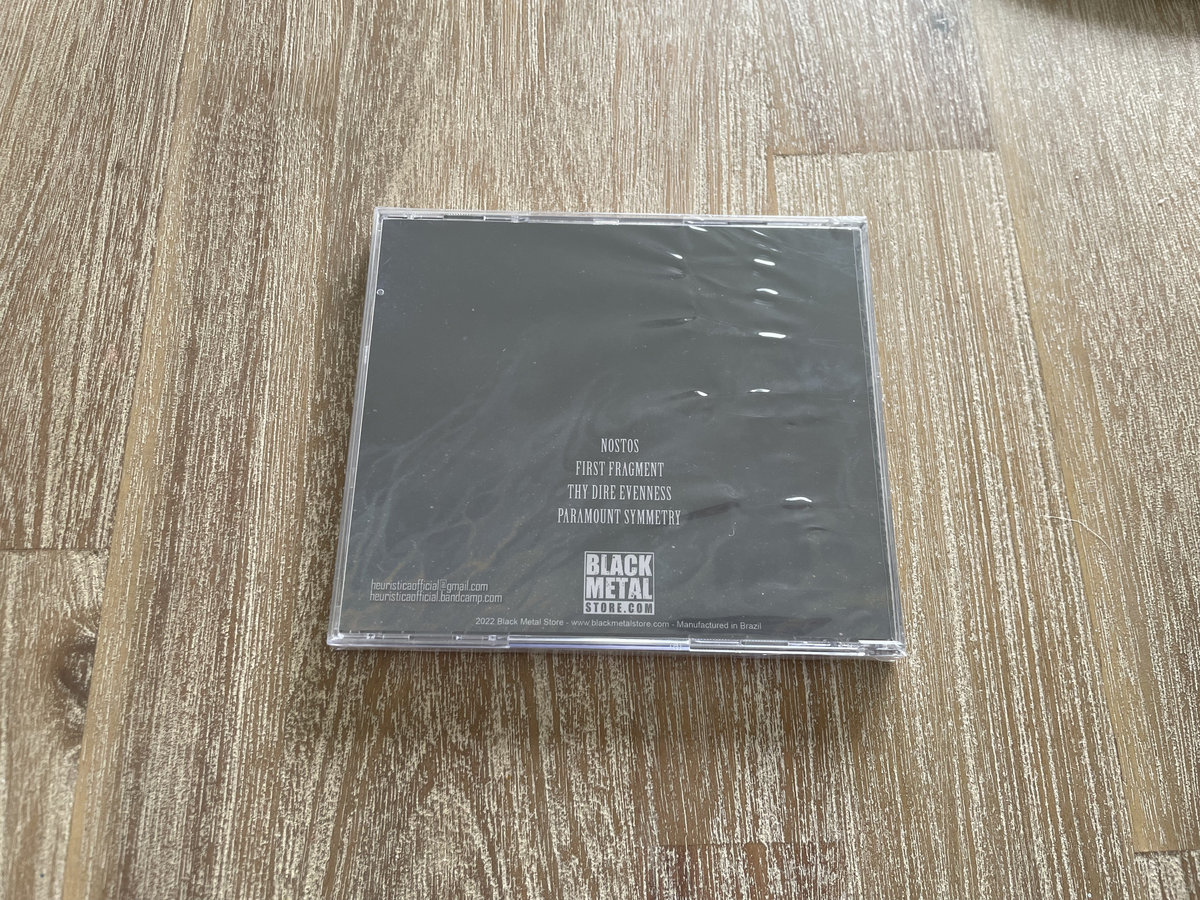 NOSTOS
FIRST FRAGMENT
THY DIRE EVENNESS
PARAMOUNT SYMMETRY
BLACK
METAL
STORE.COM
heuristicaofficial@gmail.com
heuristicaofficial.bandcamp.com
2022 Black Metal Store - www.blackmetalstore.com - Manufactured in Brazil